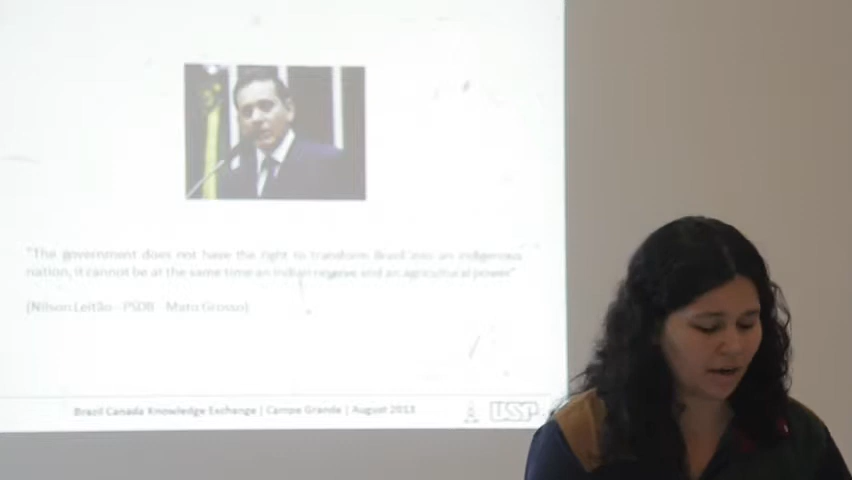 "The government does not have the right to transform Brazil into an indigenous
nation, it cannot be at the same time an Indian reserve and an agricultural power"
(Nilson Leitão - PSDB - Mato Grosso)
Brazil Canada Knowledge Exchange | Campo Grande | August 2013
USP